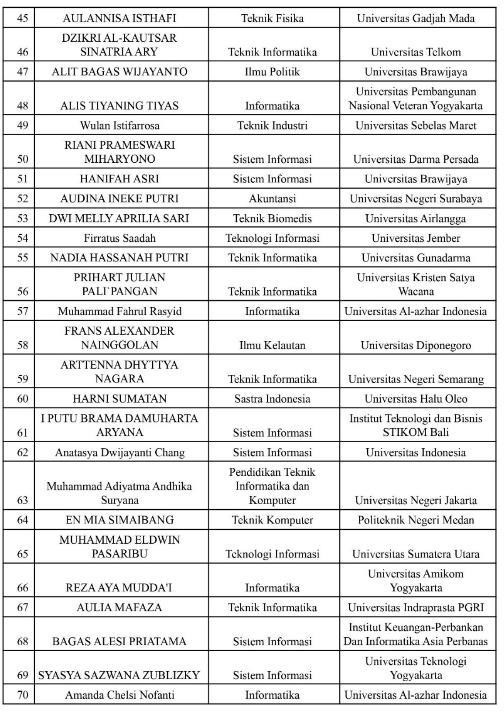 45 AULANNISA ISTHAFI Teknik Fisika Universitas Gadjah Mada
46 DZIKRI AL-KAUTSAR SINATRIA ARY Teknik Informatika Universitas Telkom
47 ALIT BAGAS WIJAYANTO Ilmu Politik Universitas Brawijaya
48 ALIS TIYANING TIYAS Informatika Universitas Pembangunan Nasional Veteran Yogyakarta
49 Wulan Istifarrosa Teknik Industri Universitas Sebelas Maret
50 RIANI PRAMESWARI MIHARYONO Sistem Informasi Universitas Darma Persada
51 HANIFAH ASRI Sistem Informasi Universitas Brawijaya
52 AUDINA INEKE PUTRI Akuntansi Universitas Negeri Surabaya
53 DWI MELLY APRILIA SARI Teknik Biomedis Universitas Airlangga
54 Firratus Saadah Teknologi Informasi Universitas Jember
55 NADIA HASSANAH PUTRI Teknik Informatika Universitas Gunadarma
56 PRIHART JULIAN PALI`PANGAN Teknik Informatika Universitas Kristen Satya Wacana
57 Muhammad Fahrul Rasyid Informatika Universitas Al-azhar Indonesia
58 FRANS ALEXANDER NAINGGOLAN Ilmu Kelautan Universitas Diponegoro
59 ARTTENNA DHYTTYA NAGARA Teknik Informatika Universitas Negeri Semarang
60 HARNI SUMATAN Sastra Indonesia Universitas Halu Oleo
61 I PUTU BRAMA DAMUHARTA ARYANA Sistem Informasi Institut Teknologi dan Bisnis STIKOM Bali
62 Anatasya Dwijayanti Chang Sistem Informasi Universitas Indonesia
63 Muhammad Adiyatma Andhika Suryana Pendidikan Teknik Informatika dan Komputer Universitas Negeri Jakarta
64 EN MIA SIMAIBANG Teknik Komputer Politeknik Negeri Medan
65 MUHAMMAD ELDWIN PASARIBU Teknologi Informasi Universitas Sumatera Utara
66 REZA AYA MUDDA'I Informatika Universitas Amikom Yogyakarta
67 AULIA MAFAZA Teknik Informatika Universitas Indraprasta PGRI
68 BAGAS ALESI PRIATAMA Sistem Informasi Institut Keuangan-Perbankan Dan Informatika Asia Perbanas
69 SYASYA SAZWANA ZUBLIZKY Sistem Informasi Universitas Teknologi Yogyakarta
70 Amanda Chelsi Nofanti Informatika Universitas Al-azhar Indonesia